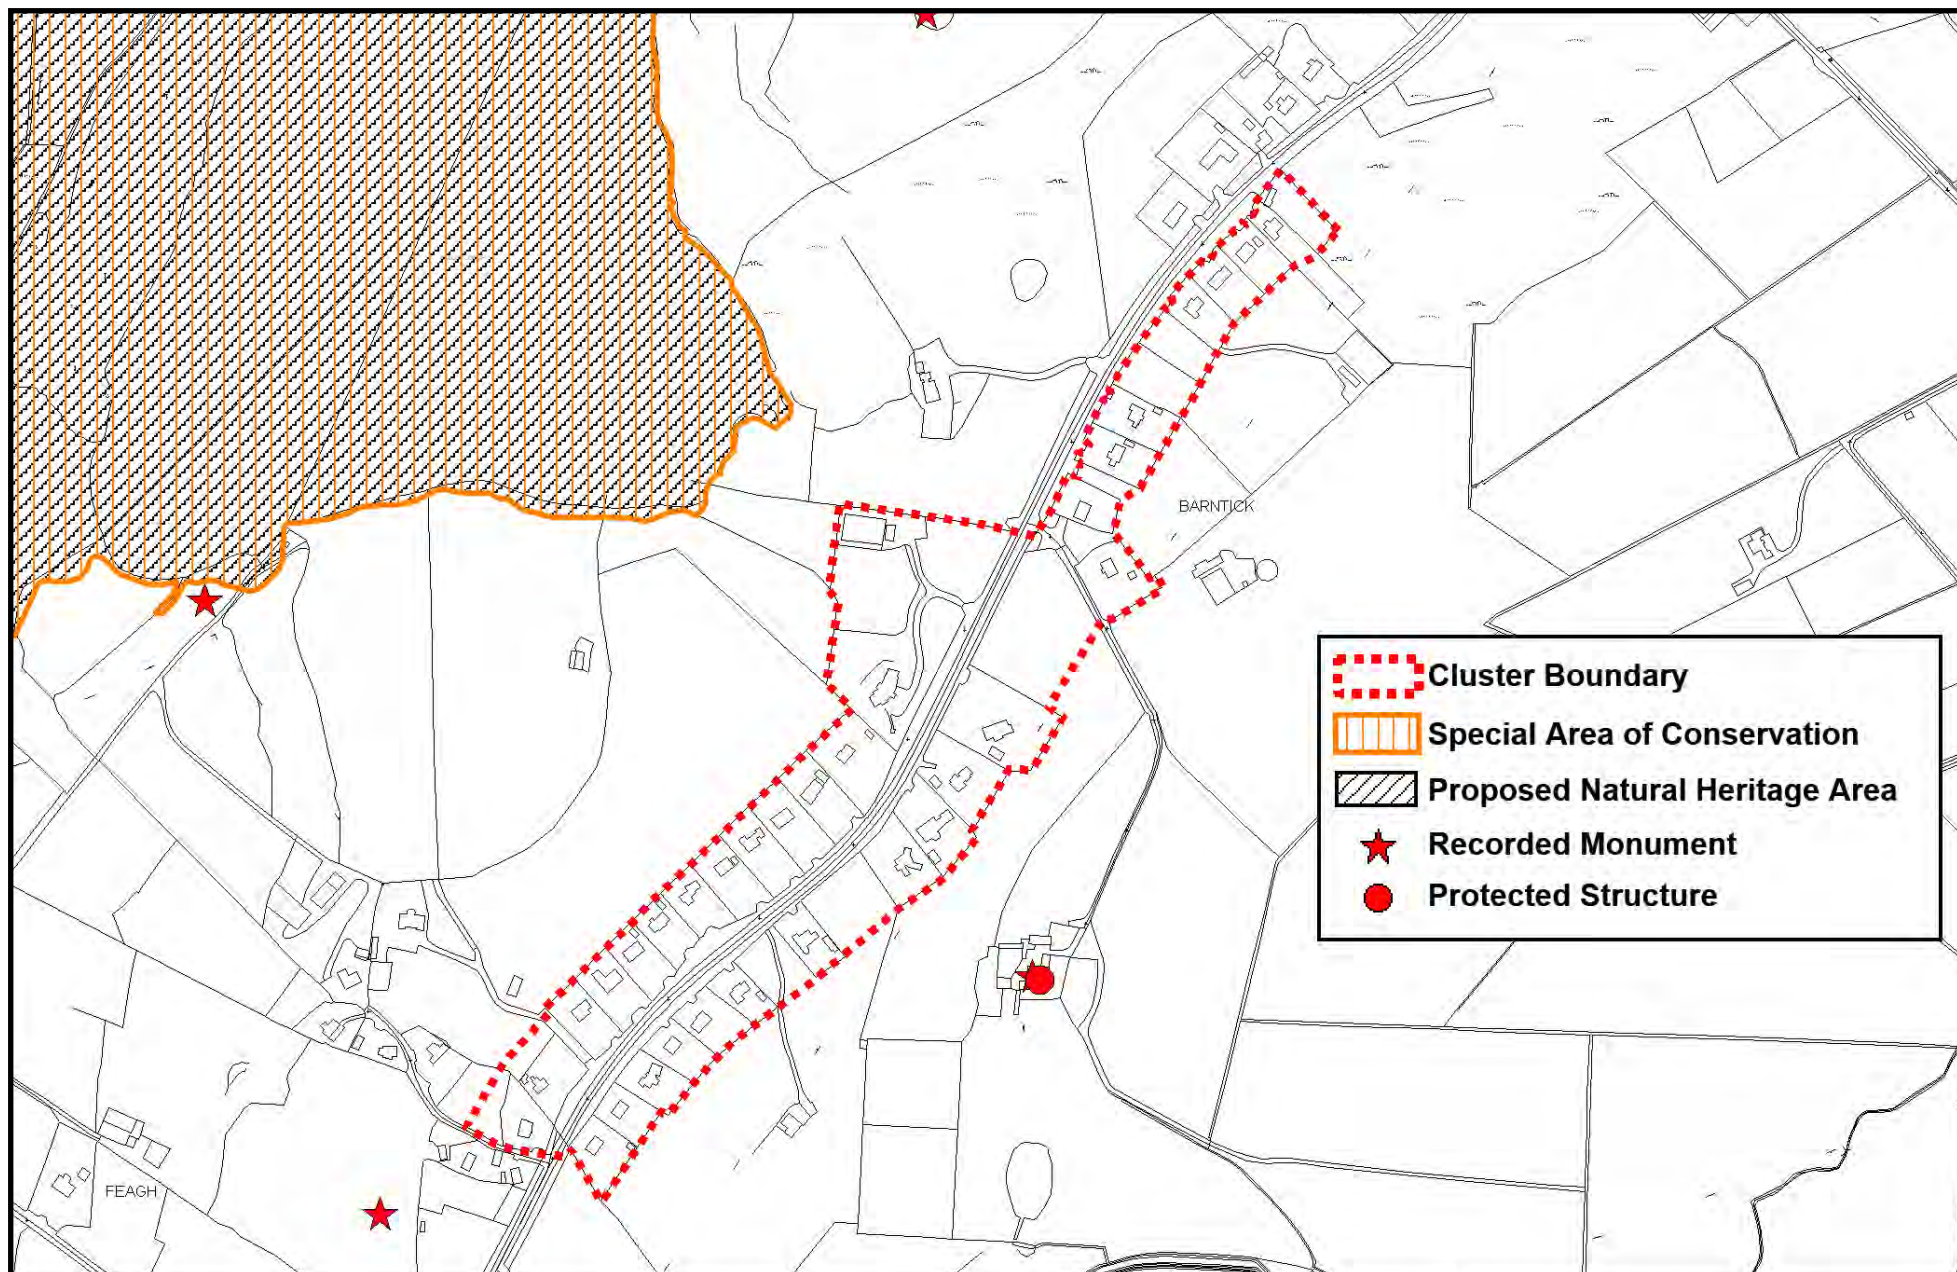 BARNTICK
Cluster Boundary
Special Area of Conservation
Proposed Natural Heritage Area
Recorded Monument
Protected Structure
FEAGH